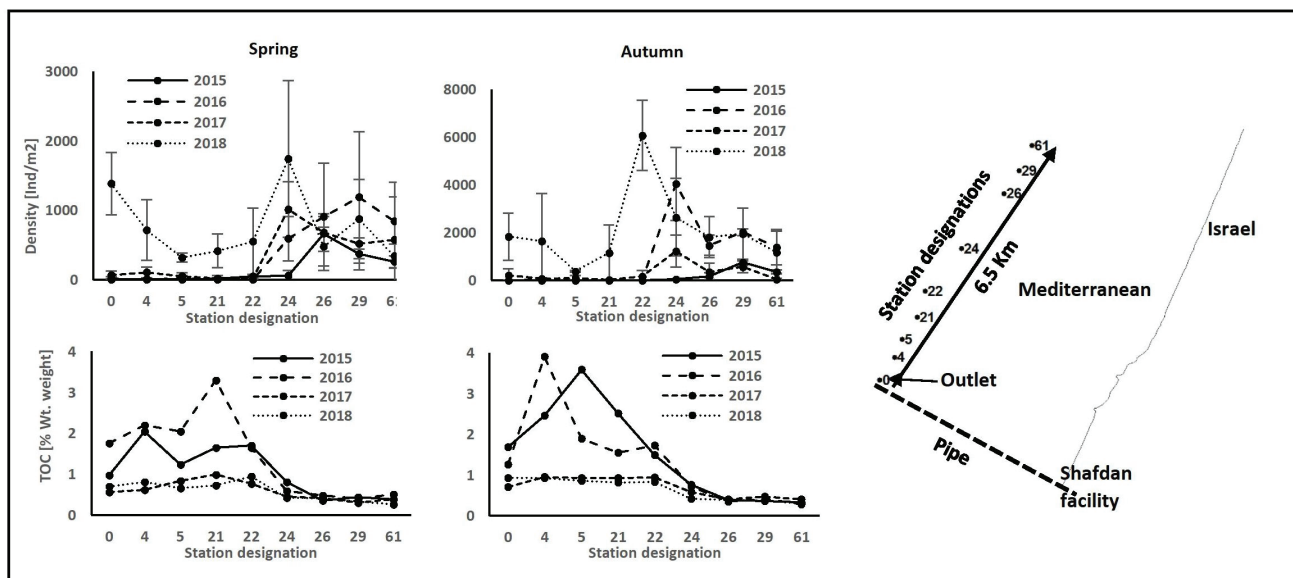 Spring
Density [Ind/m2]
3000
2000
1000
0
2015
2016
2017
2018
0 4 5 21 22 24 26 29 61
Station designation
Autumn
8000
6000
4000
2000
0
2015
2016
2017
2018
0 4 5 21 22 24 26 29 61
Station designation
TOC [% Wt. weight]
4
3
2
1
0
2015
2016
2017
2018
0 4 5 21 22 24 26 29 61
Station designation
4
3
2
1
0
2015
2016
2017
2018
0 4 5 21 22 24 26 29 61
Station designation
61
29
26
24
22
21
5
4
0
Station designations
6.5 Km
Israel
Mediterranean
Outlet
Pipe
Shafdan
facility